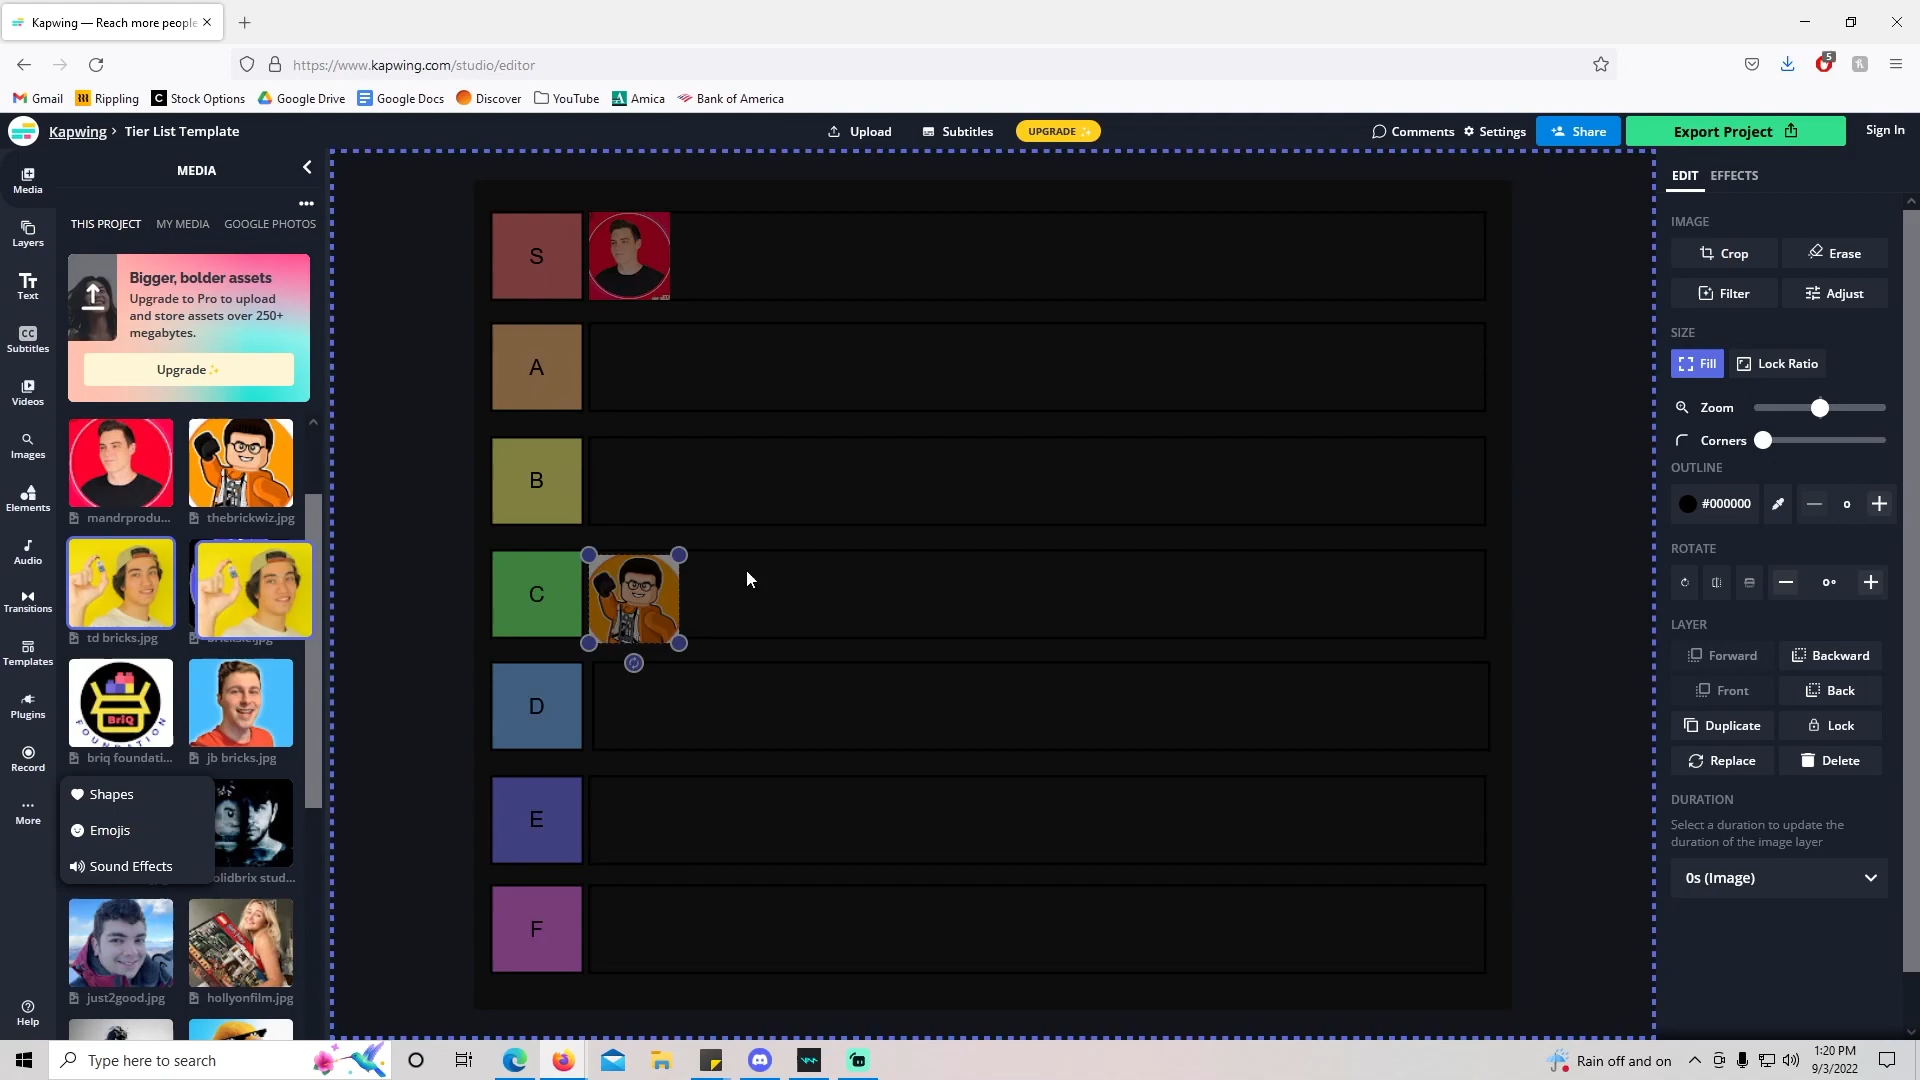 Kapwing — Reach more people
https://www.kapwing.com/studio/editor
5
Gmail
Rippling
Stock Options
Google Drive
Google Docs
Discover
YouTube
Amica
Bank of America
Kapwing › Tier List Template
Upload
Subtitles
UPGRADE
Comments
Settings
Share
Export Project
Sign In
Media
Layers
Text
CC
Subtitles
Videos
Images
Elements
Audio
Transitions
Templates
Plugins
Record
More
Help
MEDIA
THIS PROJECT
MY MEDIA
GOOGLE PHOTOS
Bigger, bolder assets
Upgrade to Pro to upload
and store assets over 250+
megabytes.
Upgrade
mandrprodu...
thebrickwiz.jpg
td bricks.jpg
BriQ
FOUNDATION
briq foundati...
jb bricks.jpg
Shapes
Emojis
Sound Effects
olidbrix stud...
just2good.jpg
hollyonfilm.jpg
S
A
B
C
D
E
F
EDIT
EFFECTS
IMAGE
Crop
Erase
Filter
Adjust
SIZE
Fill
Lock Ratio
Zoom
Corners
OUTLINE
#000000
0
ROTATE
0°
LAYER
Forward
Backward
Front
Back
Duplicate
Lock
Replace
Delete
DURATION
Select a duration to update the
duration of the image layer
0s (Image)
Type here to search
Rain off and on
1:20 PM
9/3/2022